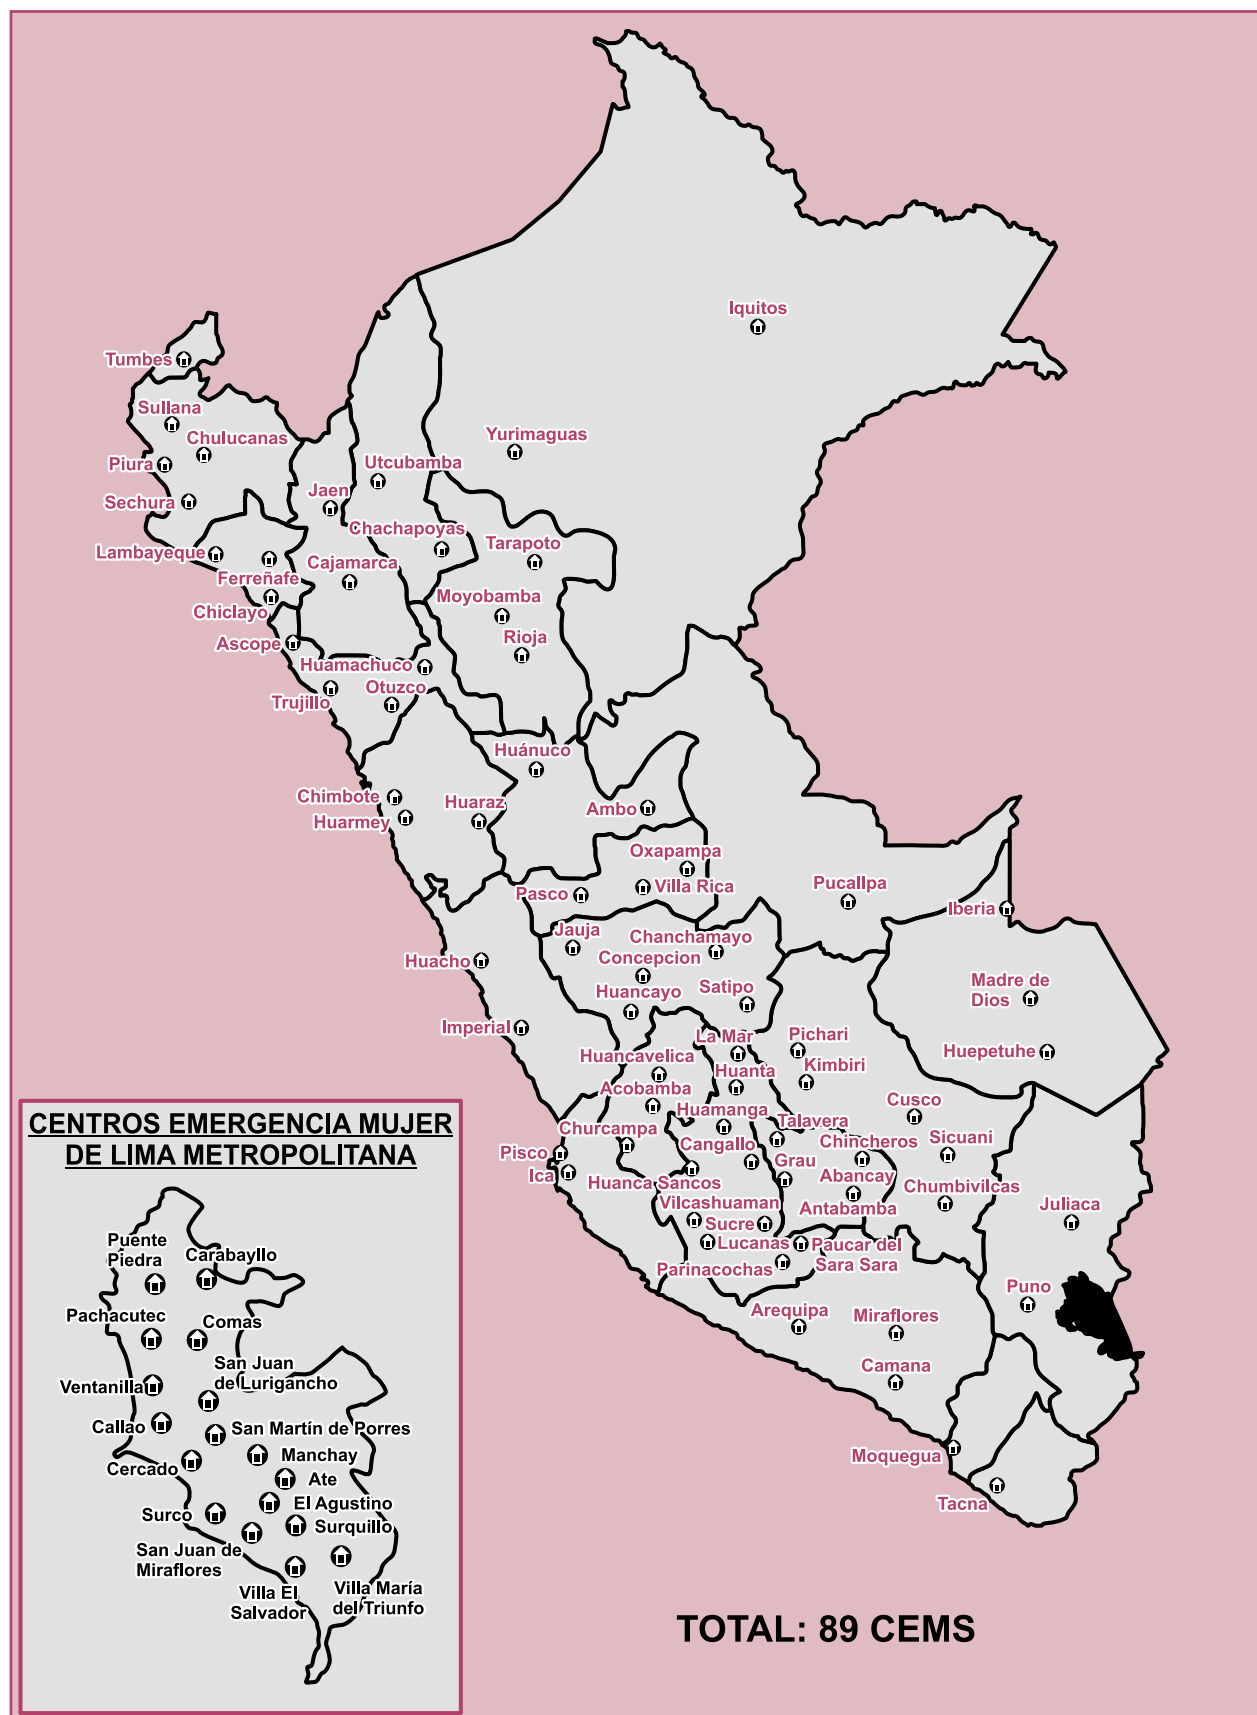 Iquitos
Tumbes
Sullana
Chulucanas
Yurimaguas
Piura
Utcubamba
Jaen
Sechura
Chachapoyas
Lambayeque
Tarapoto
Cajamarca
Ferreñafe
Moyobamba
Chiclayo
Ascope
Rioja
Huamachuco
Otuzco
Trujillo
Huánuco
Chimbote
Huaraz
Ambo
Huarmey
Oxapampa
Pasco
Villa Rica
Pucallpa
Iberia
Jauja
Chanchamayo
Concepcion
Huacho
Huancayo
Satipo
Madre de
Dios
Imperial
La Mar
Pichari
Huancavelica
Huanta
Kimbiri
Huepetuhe
Acobamba
Huamanga
Cusco
Talavera
Churcampa
Cangallo
Chincheros
Sicuani
Pisco
Grau
Ica
Huanca Sancos
Abancay
Vilcashuaman
Antabamba
Chumbivilcas
Juliaca
Sucre
Lucanas
Paucar del
Sara Sara
Parinacochas
Puno
Arequipa
Miraflores
Camana
Moquegua
Tacna
CENTROS EMERGENCIA MUJER
DE LIMA METROPOLITANA
Puente
Piedra
Carabayllo
Pachacutec
Comas
San Juan
de Lurigancho
Ventanilla
Callao
San Martín de Porres
Cercado
Manchay
Ate
El Agustino
Surco
Surquillo
San Juan de
Miraflores
Villa El
Salvador
Villa María
del Triunfo
TOTAL: 89 CEMS